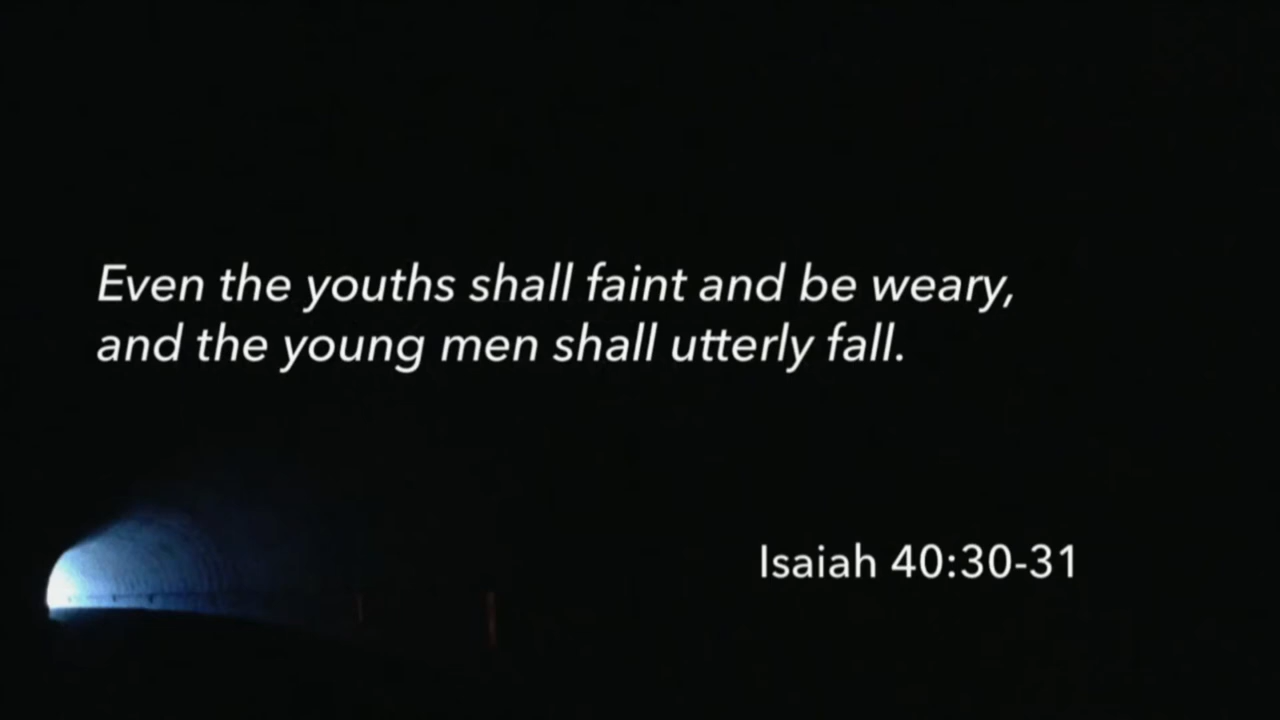 Even the youths shall faint and be weary,
and the young men shall utterly fall.
Isaiah 40:30-31